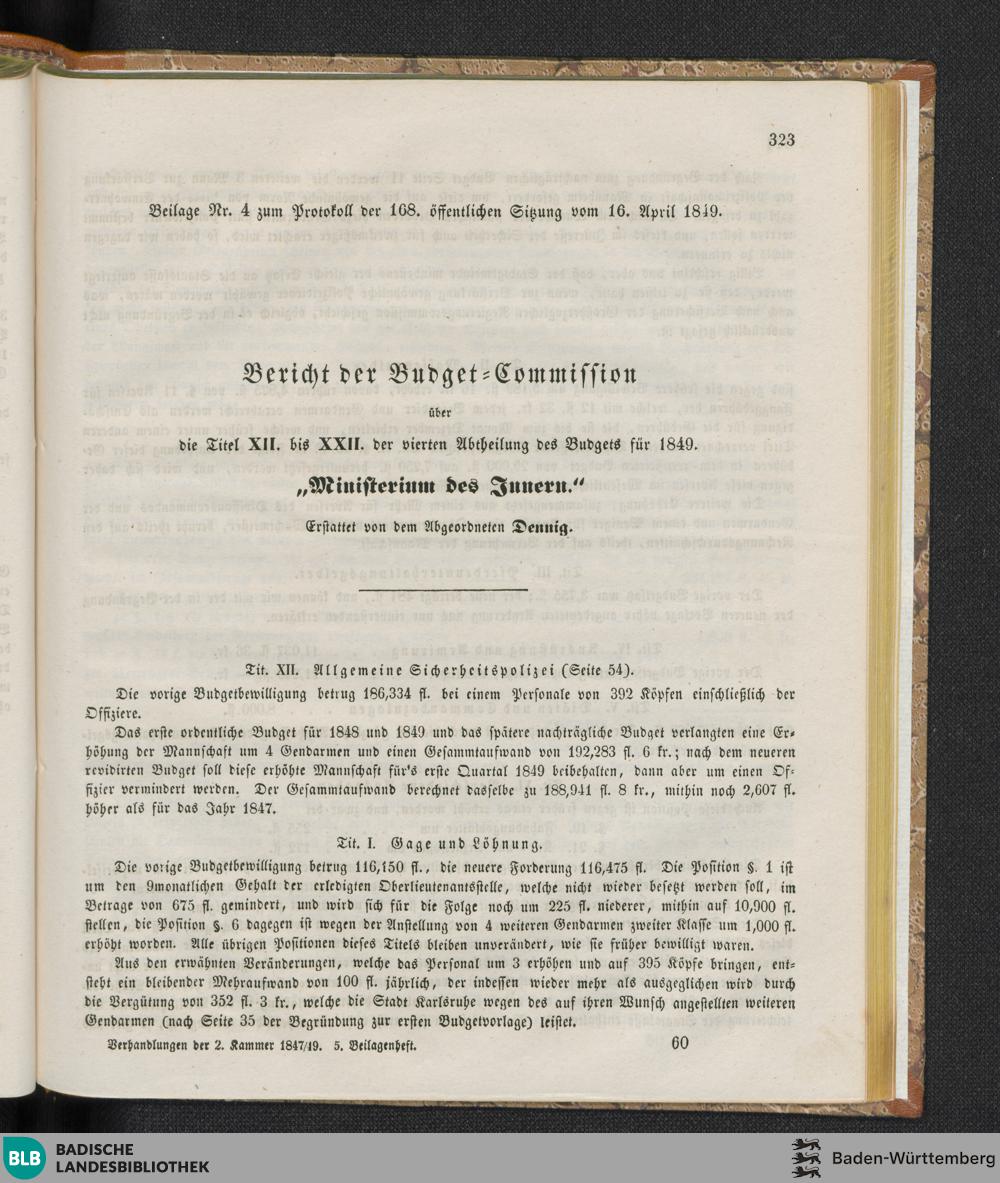 323
Beilage Nr. 4 zum Protokoll der 168. öffentlichen Sitzung vom 16. April 1849.
Bericht der Budget-Commission
über
die Titel XII. bis XXII. der vierten Abtheilung des Budgets für 1849.
„Ministerium des Innern.“
Erstattet von dem Abgeordneten Dennig.
Tit. XII. Allgemeine Sicherheitspolizei (Seite 54).
Die vorige Budgetbewilligung betrug 186,334 fl. bei einem Personale von 392 Köpfen einschließlich der
Offiziere.
Das erste ordentliche Budget für 1848 und 1849 und das spätere nachträgliche Budget verlangten eine Er-
höhung der Mannschaft um 4 Gendarmen und einen Gesammtaufwand von 192,283 fl. 6 kr.; nach dem neueren
revidirten Budget soll diese erhöhte Mannschaft für's erste Quartal 1849 beibehalten, dann aber um einen Of-
fizier vermindert werden. Der Gesammtaufwand berechnet dasselbe zu 188,941 fl. 8 kr., mithin noch 2,607 fl.
höher als für das Jahr 1847.
Tit. I. Gage und Löhnung.
Die vorige Budgetbewilligung betrug 116,150 fl., die neuere Forderung 116,475 fl. Die Position §. 1 ist
um den 9monatlichen Gehalt der erledigten Oberlieutenantsstelle, welche nicht wieder besetzt werden soll, im
Betrage von 675 fl. gemindert, und wird sich für die Folge noch um 225 fl. niederer, mithin auf 10,900 fl.
stellen, die Position §. 6 dagegen ist wegen der Anstellung von 4 weiteren Gendarmen zweiter Klasse um 1,000 fl.
erhöht worden. Alle übrigen Positionen dieses Titels bleiben unverändert, wie sie früher bewilligt waren.
Aus den erwähnten Veränderungen, welche das Personal um 3 erhöhen und auf 395 Köpfe bringen, ent-
steht ein bleibender Mehraufwand von 100 fl. jährlich, der indessen wieder mehr als ausgeglichen wird durch
die Vergütung von 352 fl. 3 kr., welche die Stadt Karlsruhe wegen des auf ihren Wunsch angestellten weiteren
Gendarmen (nach Seite 35 der Begründung zur ersten Budgetvorlage) leistet.
Verhandlungen der 2. Kammer 1847/49. 5. Beilagenheft.
60
BLB BADISCHE
LANDESBIBLIOTHEK
Baden-Württemberg